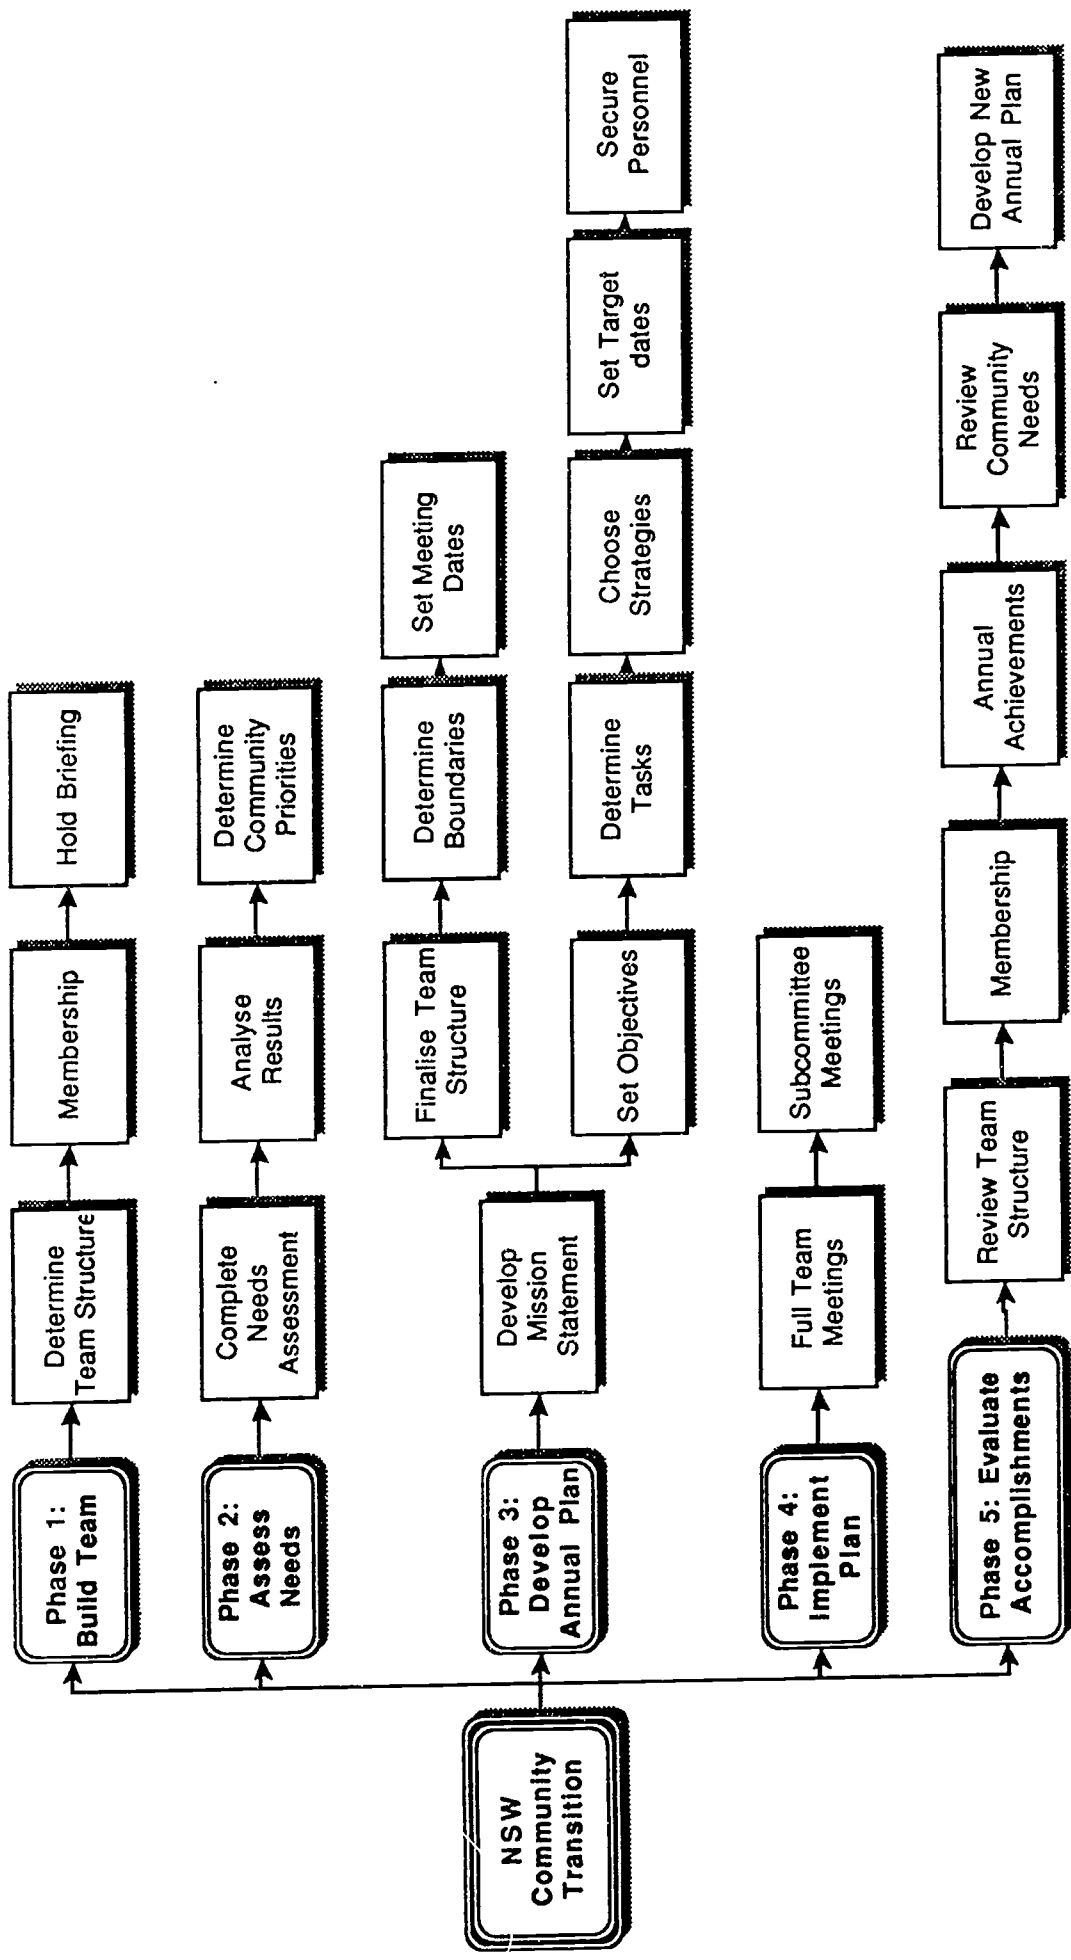 NSW
Community
Transition
Phase 1:
Build Team
Determine
Team Structure
Membership
Hold Briefing
Phase 2:
Assess
Needs
Complete
Needs
Assessment
Analyse
Results
Determine
Community
Priorities
Phase 3:
Develop
Annual Plan
Develop
Mission
Statement
Finalise Team
Structure
Determine
Boundaries
Set Meeting
Dates
Set Objectives
Determine
Tasks
Choose
Strategies
Set Target
dates
Secure
Personnel
Phase 4:
Implement
Plan
Full Team
Meetings
Subcommittee
Meetings
Phase 5: Evaluate
Accomplishments
Review Team
Structure
Membership
Annual
Achievements
Review
Community
Needs
Develop New
Annual Plan